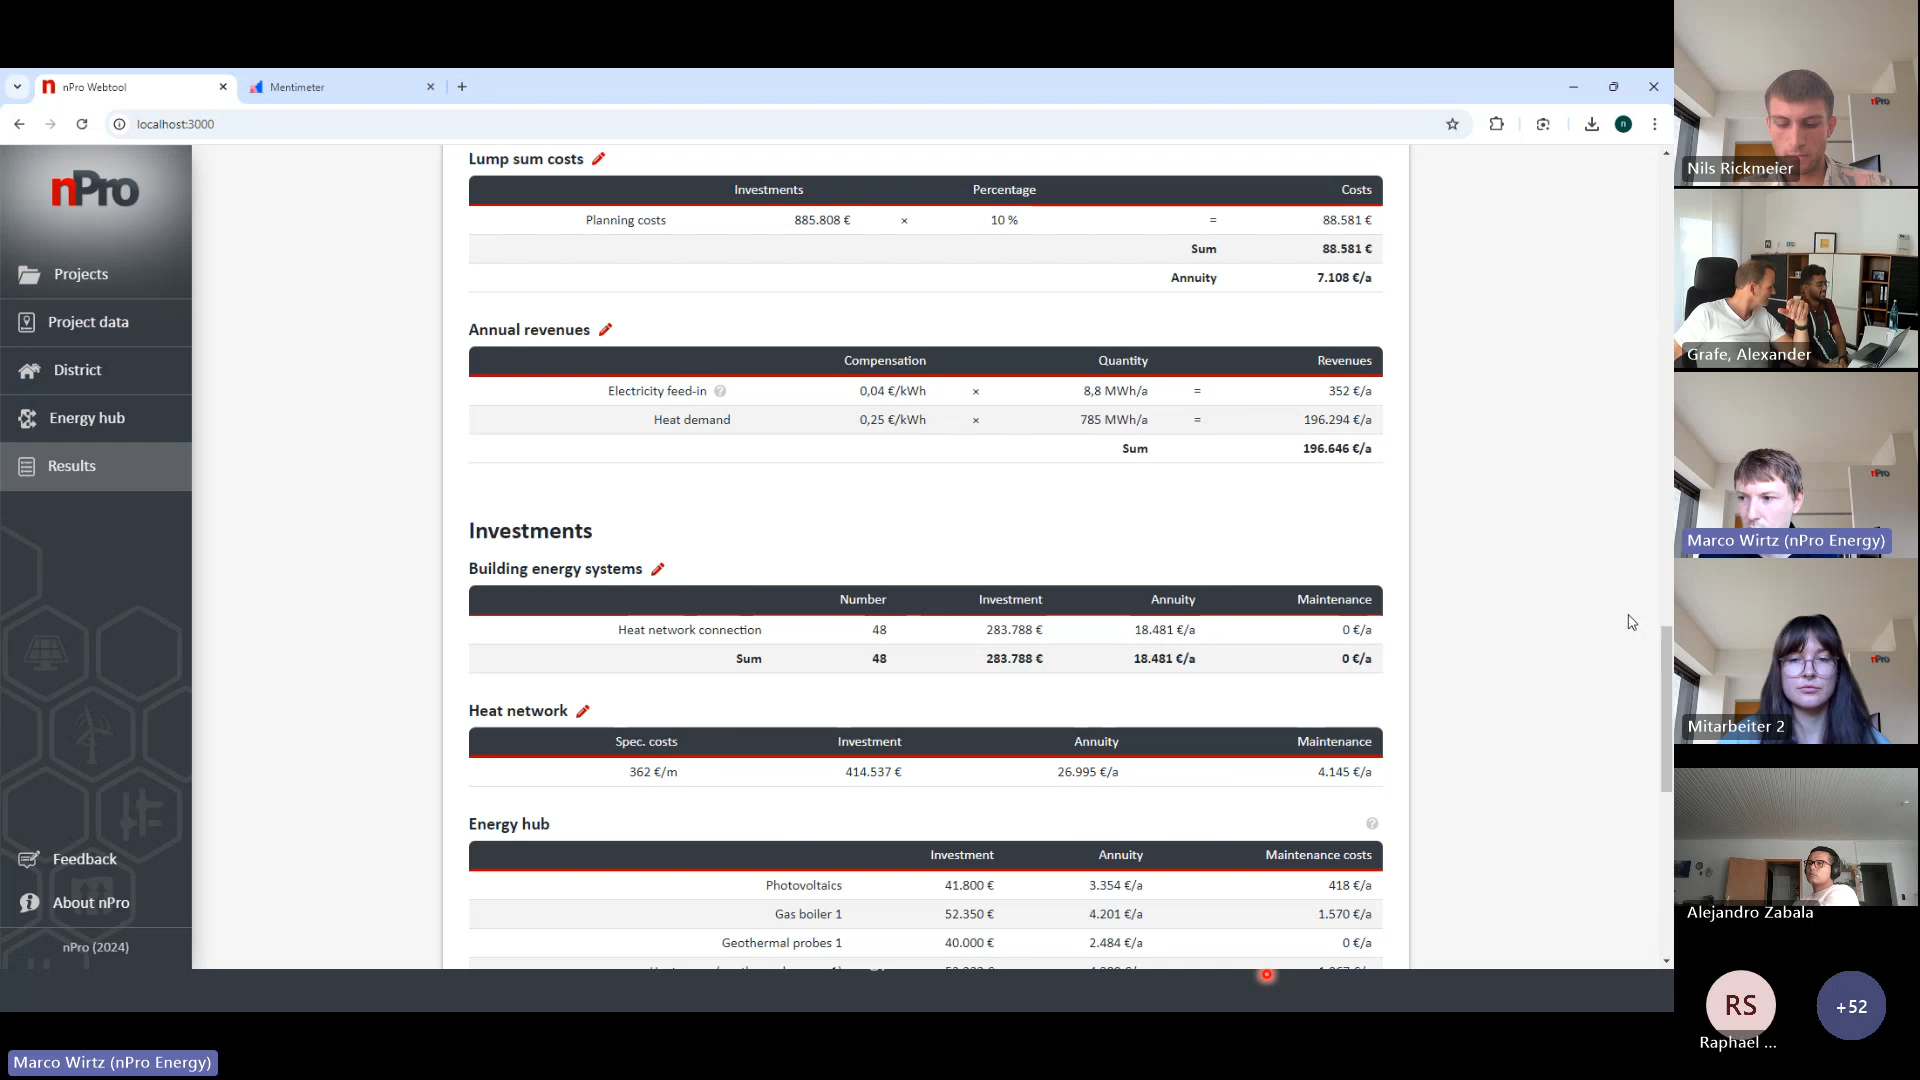 nPro Webtool
Mentimeter
localhost:3000
nPro
Projects
Project data
District
Energy hub
Results
Feedback
About nPro
nPro (2024)
Lump sum costs
Investments Percentage Costs
Planning costs 885.808 € × 10 % = 88.581 €
Sum 88.581 €
Annuity 7.108 €/a
Annual revenues
Compensation Quantity Revenues
Electricity feed-in ? 0,04 €/kWh × 8,8 MWh/a = 352 €/a
Heat demand 0,25 €/kWh × 785 MWh/a = 196.294 €/a
Sum 196.646 €/a
Investments
Building energy systems
Number Investment Annuity Maintenance
Heat network connection 48 283.788 € 18.481 €/a 0 €/a
Sum 48 283.788 € 18.481 €/a 0 €/a
Heat network
Spec. costs Investment Annuity Maintenance
362 €/m 414.537 € 26.995 €/a 4.145 €/a
Energy hub ?
Investment Annuity Maintenance costs
Photovoltaics 41.800 € 3.354 €/a 418 €/a
Gas boiler 1 52.350 € 4.201 €/a 1.570 €/a
Geothermal probes 1 40.000 € 2.484 €/a 0 €/a
nPro
Nils Rickmeier
Grafe, Alexander
nPro
Marco Wirtz (nPro Energy)
nPro
Mitarbeiter 2
Alejandro Zabala
RS
Raphael ...
+52
Marco Wirtz (nPro Energy)